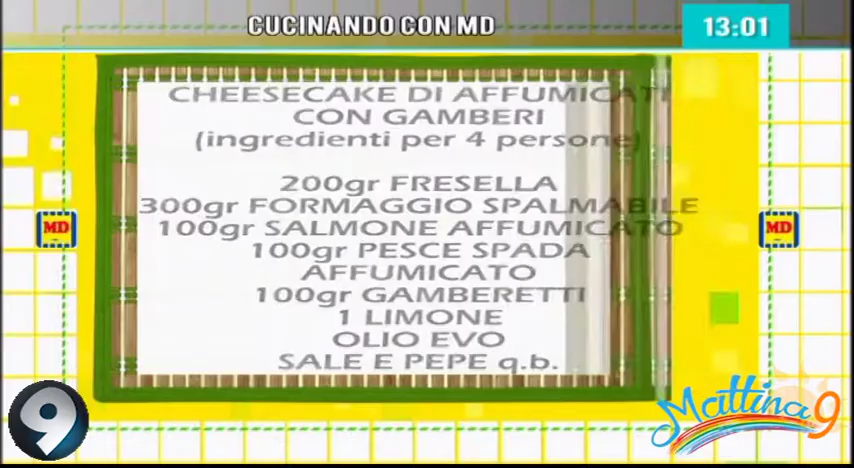 CUCINANDO CON MD
13:01
CHEESECAKE DI AFFUMICATI
CON GAMBERI
(ingredienti per 4 persone)
200gr FRESELLA
300gr FORMAGGIO SPALMABILE
100gr SALMONE AFFUMICATO
100gr PESCE SPADA
AFFUMICATO
100gr GAMBERETTI
1 LIMONE
OLIO EVO
SALE E PEPE q.b.
MD
MD
9
Mattina 9